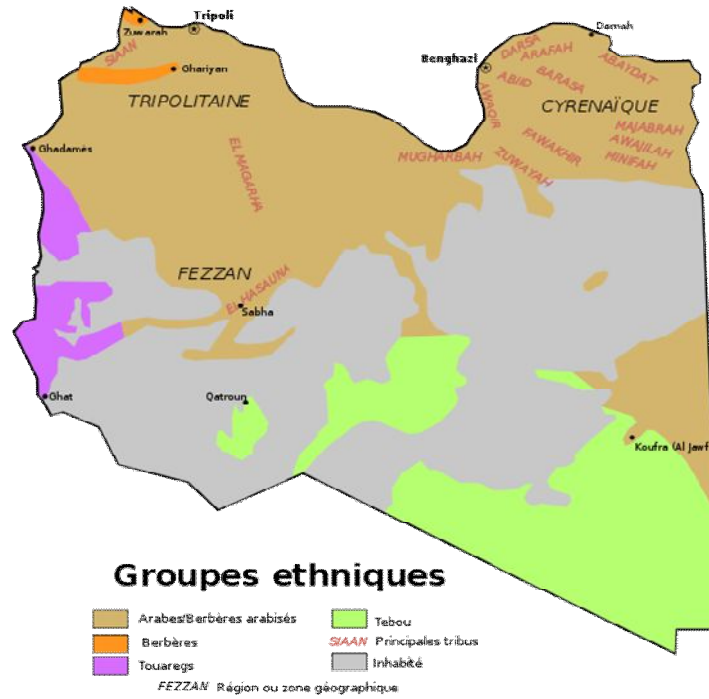 Tripoli
Zuwarah
SIAAN
Ghariyan
TRIPOLITAINE
Ghadamès
EL MAGARHA
FEZZAN
EL HASAUNA
Sabha
Ghat
Qatroun
Darnah
Benghazi
DARSA
ARAFAH
ABAYDAT
ABIID
BARASA
AWAQIR
CYRENAÏQUE
MAJABRAH
FAWAKHIR
AWAJILAH
MUGHARBAH
ZUWAYAH
MINIFAH
Koufra (Al Jawf
Groupes ethniques
Arabes/Berbères arabisés
Tebou
Berbères
SIAAN Principales tribus
Touaregs
Inhabité
FEZZAN Région ou zone géographique